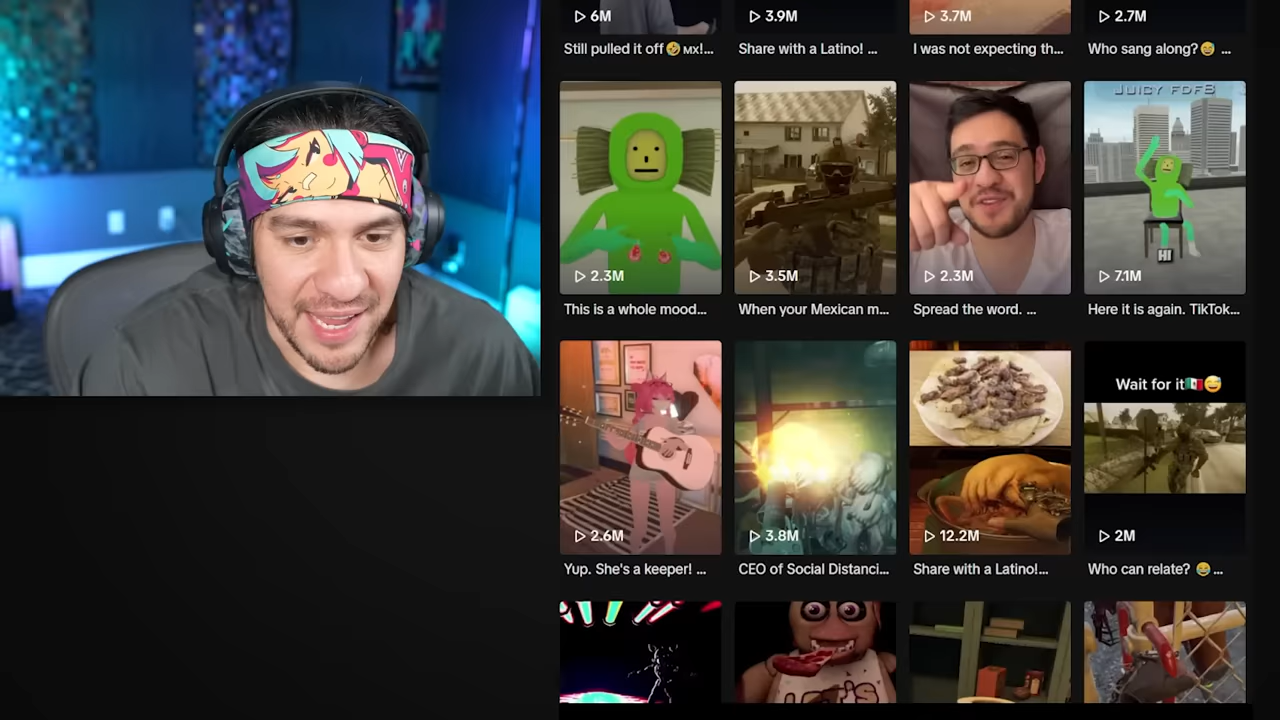 6M
3.9M
3.7M
2.7M
Still pulled it off🤣 MX!...
Share with a Latino! ...
I was not expecting th...
Who sang along?😅 ...
JUICY FDFB
HI
2.3M
3.5M
2.3M
7.1M
This is a whole mood...
When your Mexican m...
Spread the word. ...
Here it is again. TikTok...
Wait for it🇲🇽😅
2.6M
3.8M
12.2M
2M
Yup. She's a keeper! ...
CEO of Social Distanci...
Share with a Latino!...
Who can relate? 😂 ...
LET'S